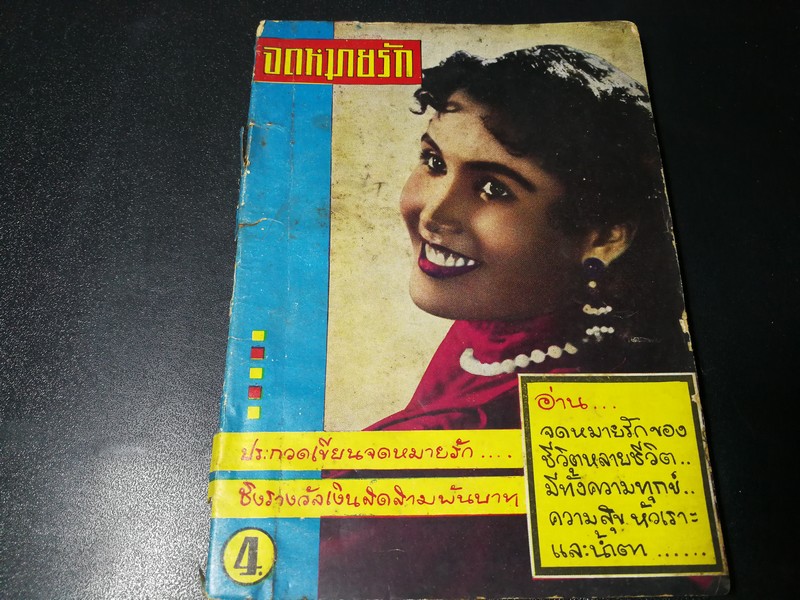 จดหมายรัก
ประกวดเขียนจดหมายรัก ....
ชิงรางวัลเงินสดสามพันบาท
4.
อ่าน...
จดหมายรักของ
ชีวิตหลายชีวิต..
มีทั้งความทุกข์..
ความสุข หัวเราะ
และน้ำตา ......